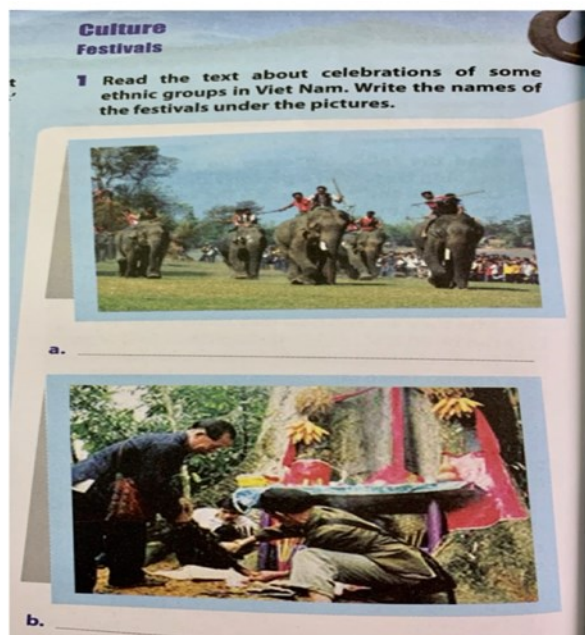 Culture
Festivals
1 Read the text about celebrations of some
ethnic groups in Viet Nam. Write the names of
the festivals under the pictures.
a.
b.